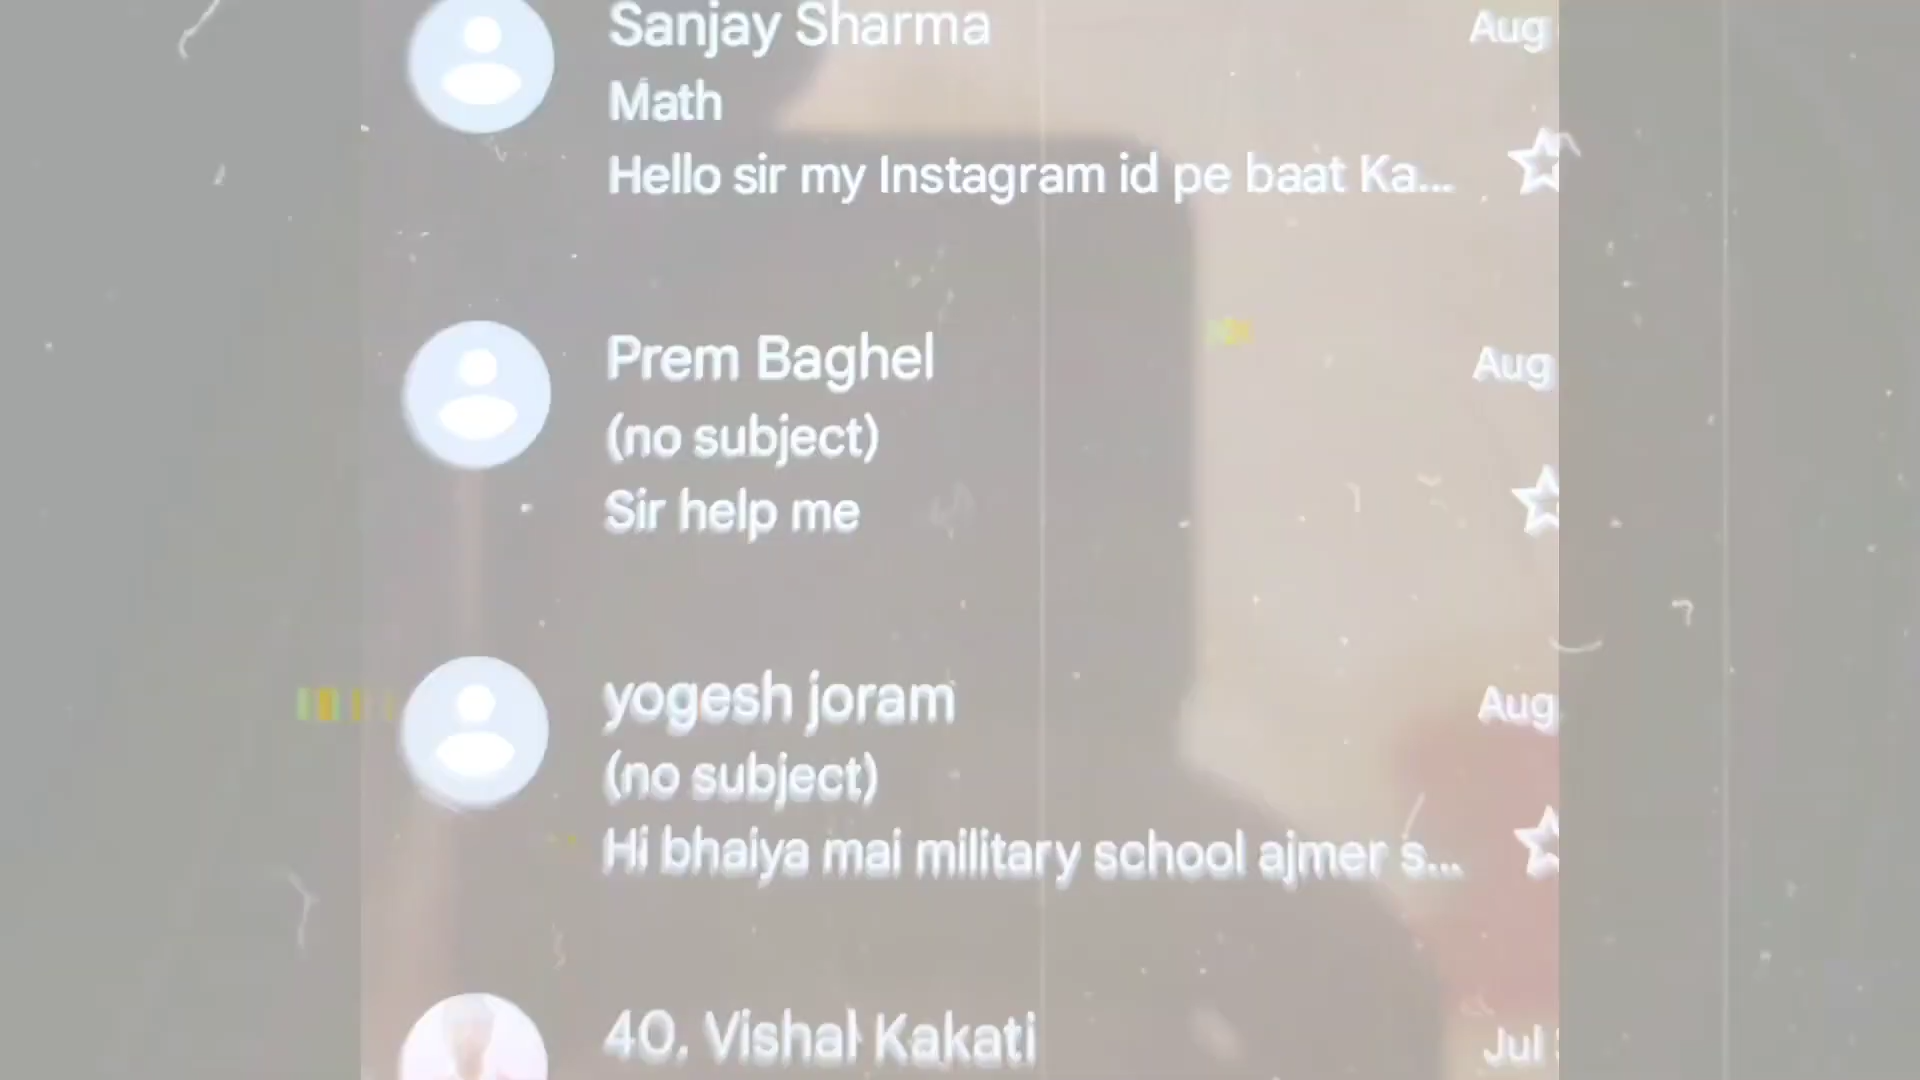 Sanjay Sharma
Aug
Math
Hello sir my Instagram id pe baat Ka...
Prem Baghel
Aug
(no subject)
Sir help me
yogesh joram
Aug
(no subject)
Hi bhaiya mai military school ajmer s...
40. Vishal Kakati
Jul